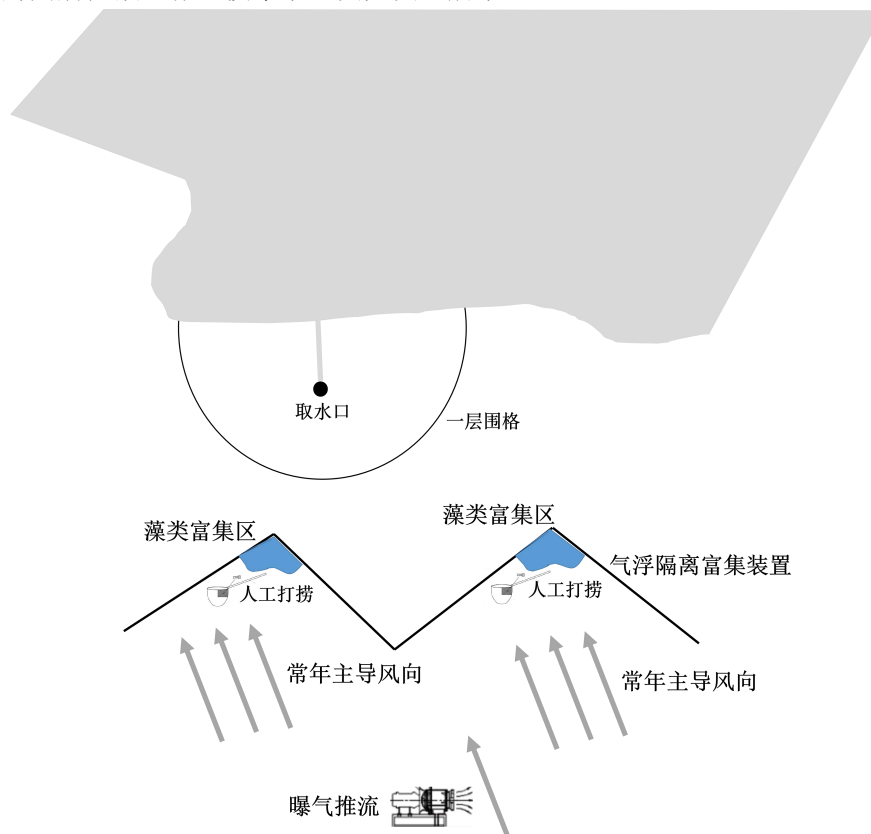 取水口
一层围格
藻类富集区
藻类富集区
气浮隔离富集装置
人工打捞
人工打捞
常年主导风向
常年主导风向
曝气推流